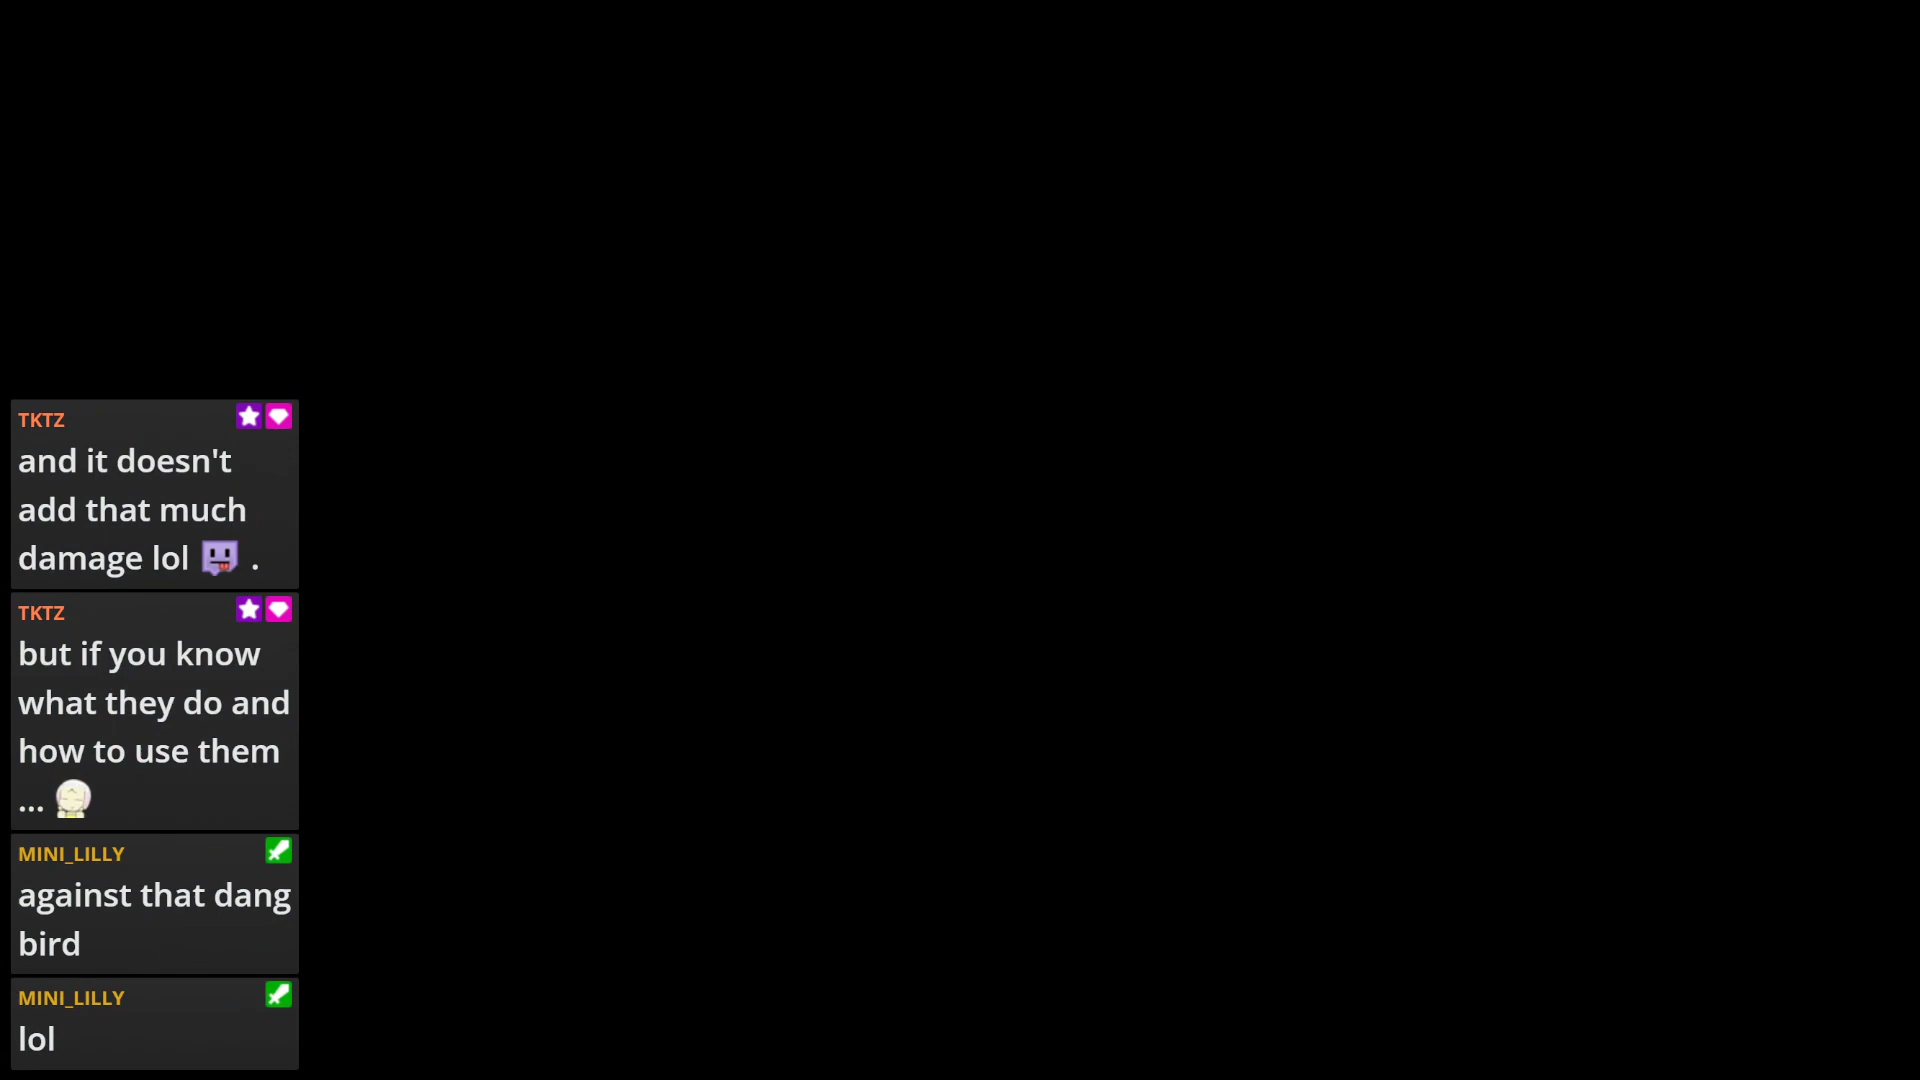 TKTZ
and it doesn't
add that much
damage lol .
TKTZ
but if you know
what they do and
how to use them
...
MINI_LILLY
against that dang
bird
MINI_LILLY
lol